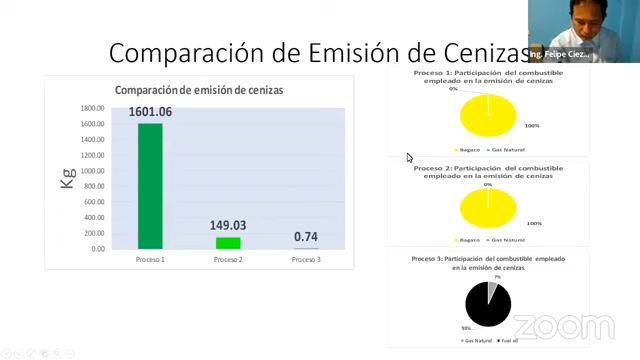 Ing. Felipe Ciez...
Comparación de Emisión de Cenizas
Comparación de emisión de cenizas
Kg
1800.00
1600.00
1400.00
1200.00
1000.00
800.00
600.00
400.00
200.00
0.00
1601.06
149.03
0.74
Proceso 1
Proceso 2
Proceso 3
Proceso 1: Participación del combustible
empleado en la emisión de cenizas
0%
100%
Bagazo
Gas Natural
Proceso 2: Participación del combustible
empleado en la emisión de cenizas
0%
100%
Bagazo
Gas Natural
Proceso 3: Participación del combustible empleado
en la emisión de cenizas
7%
93%
Gas Natural
Fuel oil
zoom